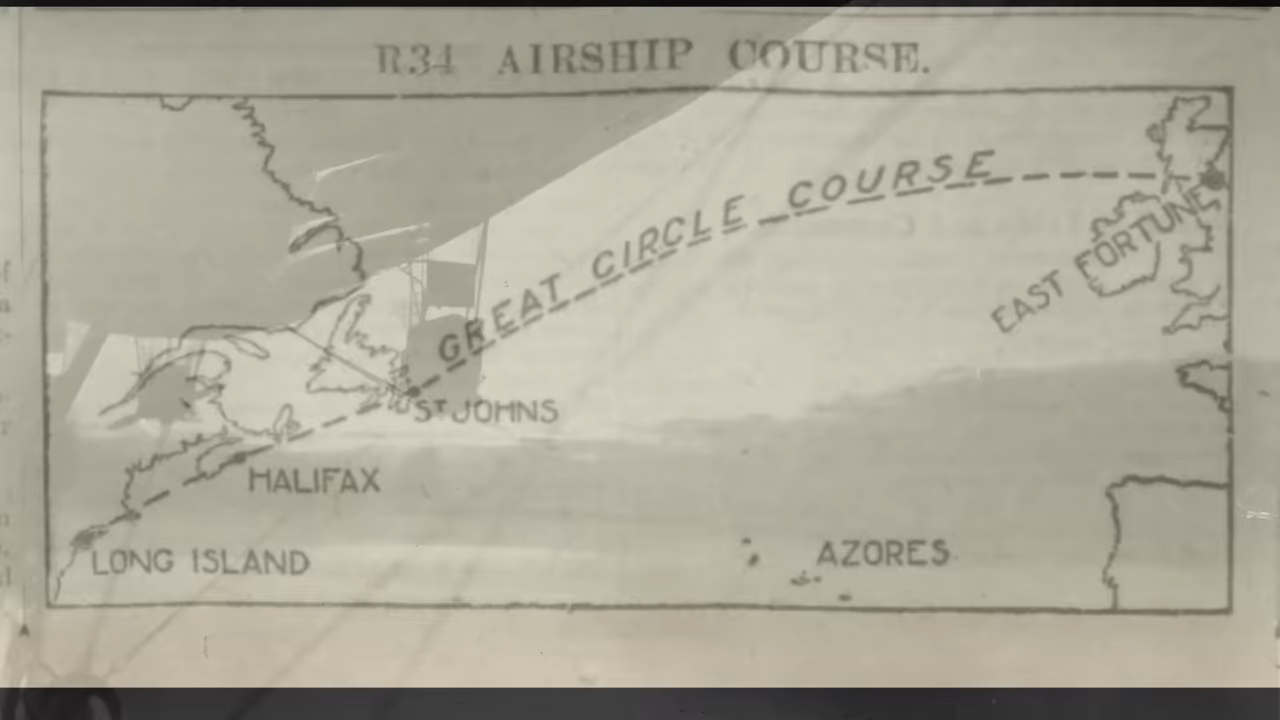 R34 AIRSHIP COURSE.
GREAT CIRCLE COURSE
EAST FORTUNE
ST JOHNS
HALIFAX
LONG ISLAND
AZORES